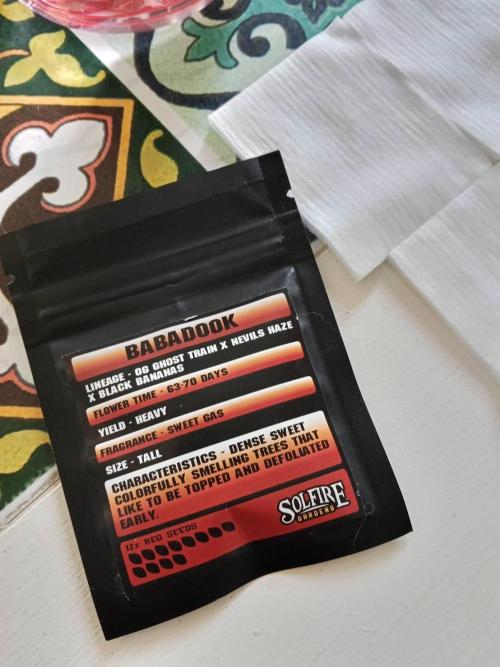 BABADOOK
LINEAGE - OG GHOST TRAIN X HEVILS HAZE
X BLACK BANANAS
FLOWER TIME - 63-70 DAYS
YIELD - HEAVY
FRAGRANCE - SWEET GAS
SIZE - TALL
CHARACTERISTICS - DENSE SWEET
COLORFULLY SMELLING TREES THAT
LIKE TO BE TOPPED AND DEFOLIATED
EARLY.
12x REG SEEDS
SOLFIRE
GARDENS